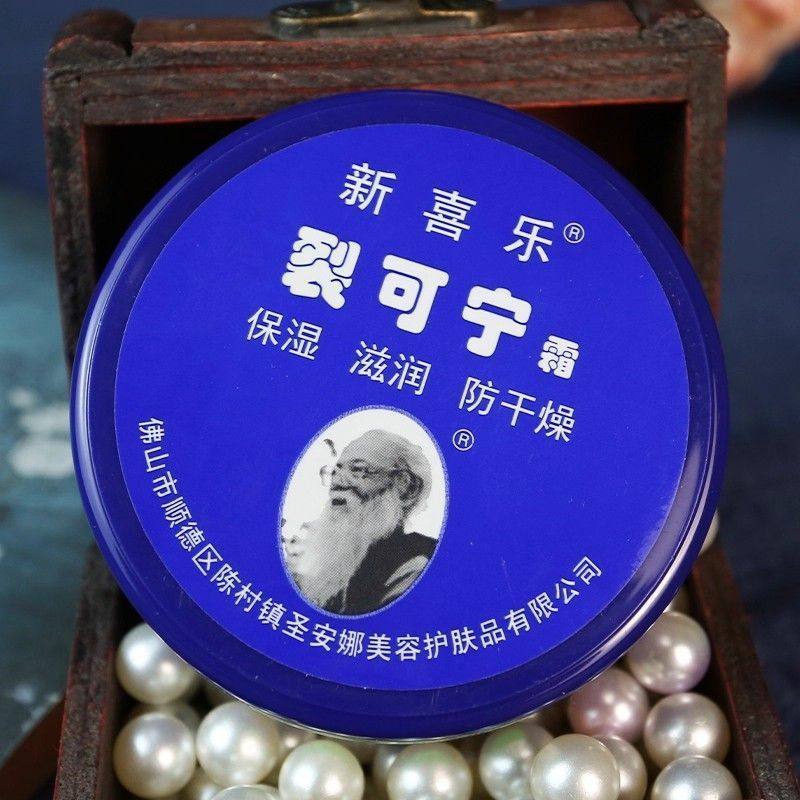 新喜乐®
裂可宁霜
保湿 滋润 防干燥
®
佛山市顺德区陈村镇圣安娜美容护肤品有限公司